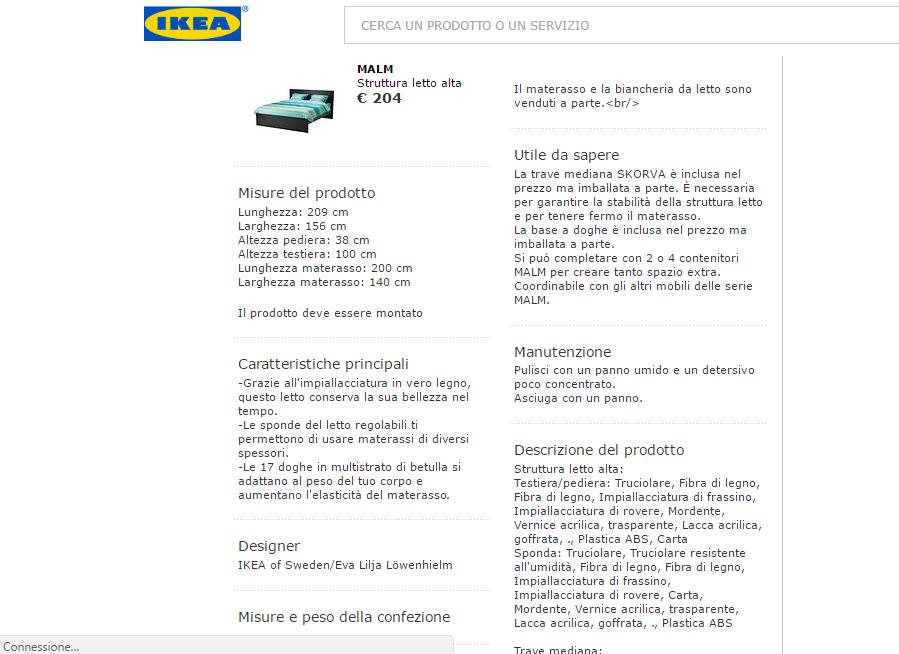 IKEA®
CERCA UN PRODOTTO O UN SERVIZIO
MALM
Struttura letto alta
€ 204
Misure del prodotto
Lunghezza: 209 cm
Larghezza: 156 cm
Altezza pediera: 38 cm
Altezza testiera: 100 cm
Lunghezza materasso: 200 cm
Larghezza materasso: 140 cm
Il prodotto deve essere montato
Caratteristiche principali
-Grazie all'impiallacciatura in vero legno,
questo letto conserva la sua bellezza nel
tempo.
-Le sponde del letto regolabili ti
permettono di usare materassi di diversi
spessori.
-Le 17 doghe in multistrato di betulla si
adattano al peso del tuo corpo e
aumentano l'elasticità del materasso.
Designer
IKEA of Sweden/Eva Lilja Löwenhielm
Misure e peso della confezione
Il materasso e la biancheria da letto sono
venduti a parte.<br/>
Utile da sapere
La trave mediana SKORVA è inclusa nel
prezzo ma imballata a parte. È necessaria
per garantire la stabilità della struttura letto
e per tenere fermo il materasso.
La base a doghe è inclusa nel prezzo ma
imballata a parte.
Si può completare con 2 o 4 contenitori
MALM per creare tanto spazio extra.
Coordinabile con gli altri mobili delle serie
MALM.
Manutenzione
Pulisci con un panno umido e un detersivo
poco concentrato.
Asciuga con un panno.
Descrizione del prodotto
Struttura letto alta:
Testiera/pediera: Truciolare, Fibra di legno,
Fibra di legno, Impiallacciatura di frassino,
Impiallacciatura di rovere, Mordente,
Vernice acrilica, trasparente, Lacca acrilica,
goffrata, ., Plastica ABS, Carta
Sponda: Truciolare, Truciolare resistente
all'umidità, Fibra di legno, Fibra di legno,
Impiallacciatura di frassino,
Impiallacciatura di rovere, Carta,
Mordente, Vernice acrilica, trasparente,
Lacca acrilica, goffrata, ., Plastica ABS
Trave mediana:
Connessione...